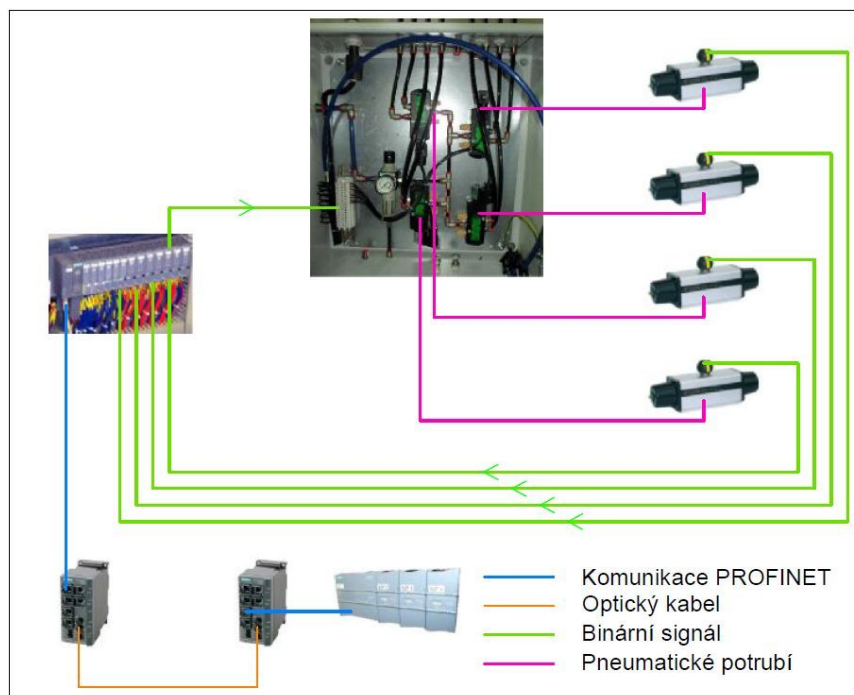 Komunikace PROFINET
Optický kabel
Binární signál
Pneumatické potrubí